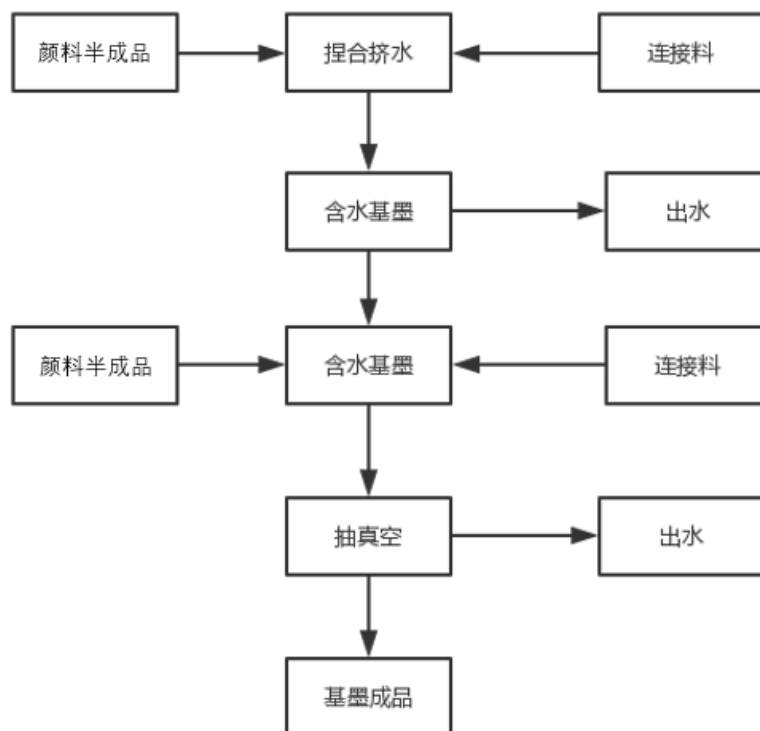 颜料半成品
捏合挤水
连接料
含水基墨
出水
颜料半成品
含水基墨
连接料
抽真空
出水
基墨成品